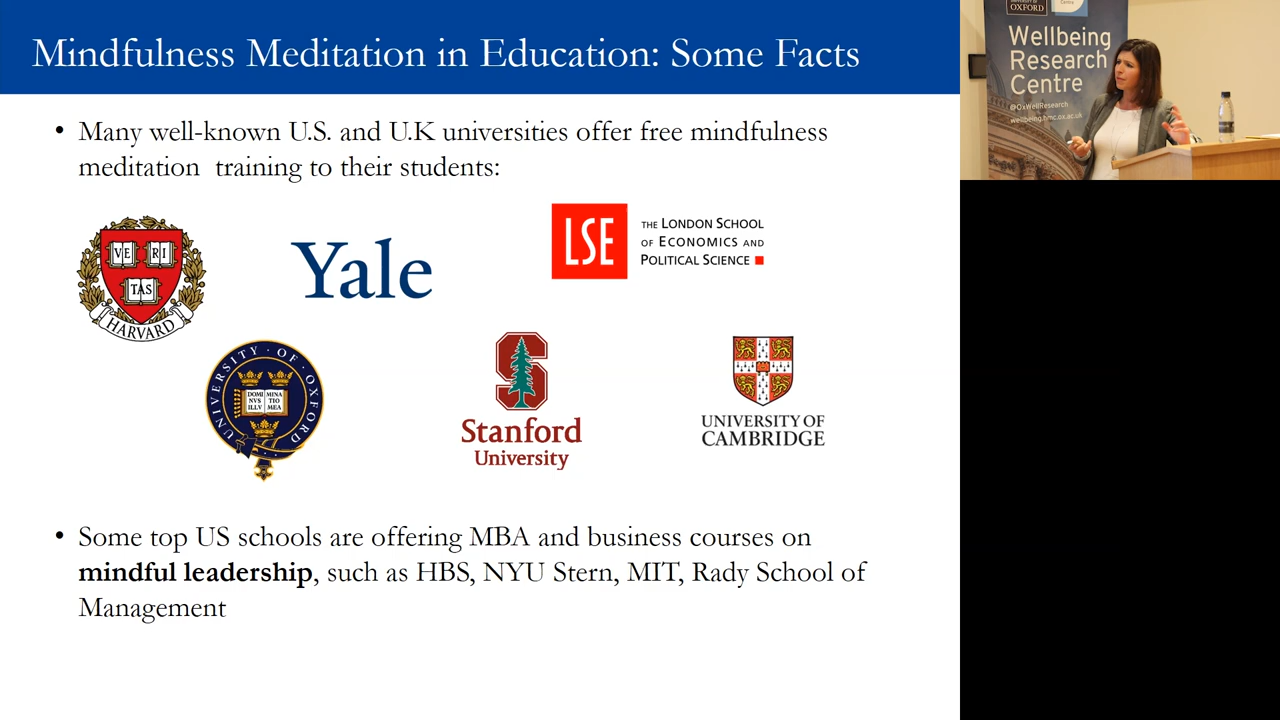 Mindfulness Meditation in Education: Some Facts
• Many well-known U.S. and U.K universities offer free mindfulness
meditation training to their students:
VE RI
TAS
HARVARD
Yale
LSE
THE LONDON SCHOOL
OF ECONOMICS AND
POLITICAL SCIENCE
UNIVERSITY · OF · OXFORD
DOMI MINA
NVS TIO
ILLV MEA
Stanford
University
UNIVERSITY OF
CAMBRIDGE
• Some top US schools are offering MBA and business courses on
mindful leadership, such as HBS, NYU Stern, MIT, Rady School of
Management
OXFORD
Centre
Wellbeing
Research
Centre
@OxWellResearch
wellbeing.hmc.ox.ac.uk